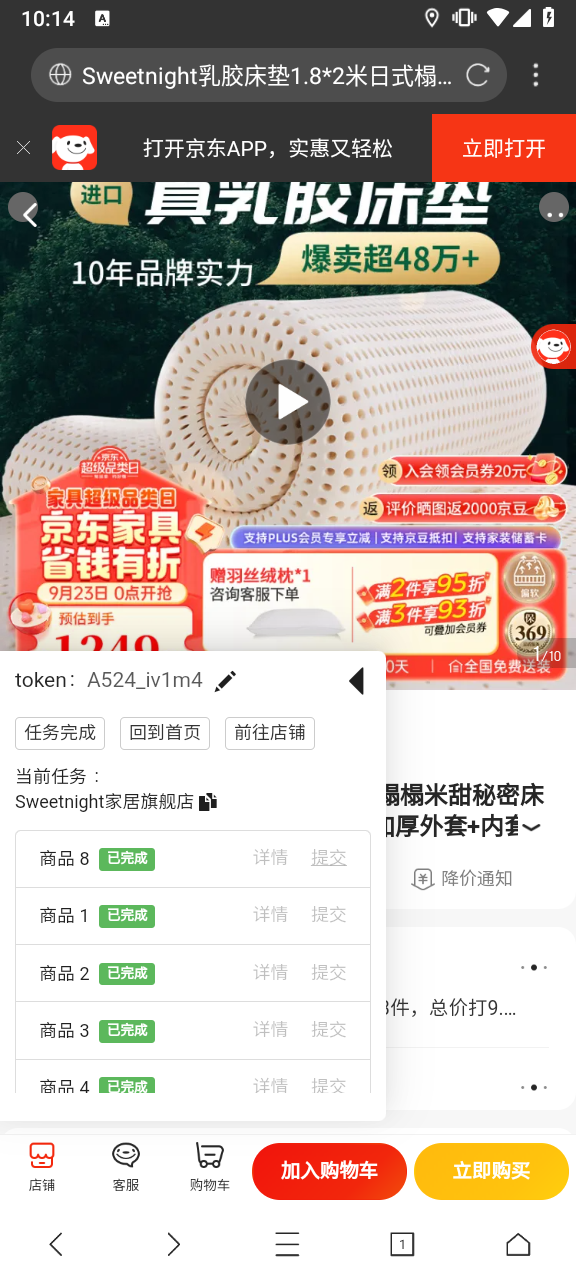 10:14
A
Sweetnight乳胶床垫1.8*2米日式榻...
打开京东APP，实惠又轻松
立即打开
进口
真乳胶床垫
10年品牌实力
爆卖超48万+
京东
超级品类日
领 入会领会员券20元
家具超级品类日
返 评价晒图返2000京豆
京东家具
省钱有折
支持PLUS会员专享立减 | 支持京豆抵扣 | 支持家装储蓄卡
9月23日 0点开抢
赠羽丝绒枕*1
咨询客服下单
满2件享95折
满3件享93折
可叠加会员券
偏软
预估到手
1249
369
1/10
0天
全国免费送装
token： A524_iv1m4
任务完成
回到首页
前往店铺
当前任务：
Sweetnight家居旗舰店
榻榻米甜秘密床
加厚外套+内套
降价通知
商品 8 已完成 详情 提交
商品 1 已完成 详情 提交
商品 2 已完成 详情 提交
3件，总价打9....
商品 3 已完成 详情 提交
商品 4 已完成 详情 提交
店铺
客服
购物车
加入购物车
立即购买
1